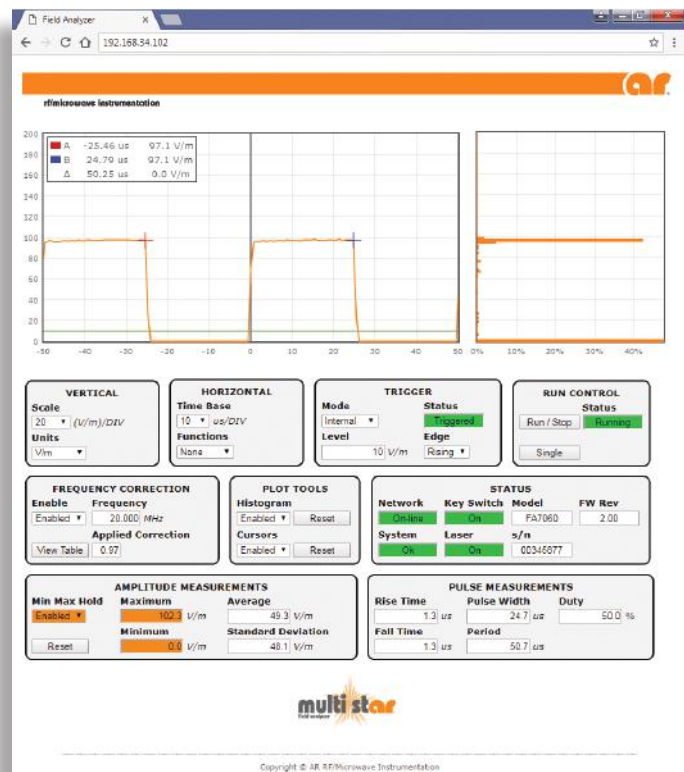 Field Analyzer
192.168.34.102
ar
rf/microwave instrumentation
A -25.46 us 97.1 V/m
B 24.79 us 97.1 V/m
Δ 50.25 us 0.0 V/m
200
180
160
140
120
100
80
60
40
20
0
-50 -40 -30 -20 -10 0 10 20 30 40 50
0% 10% 20% 30% 40%
VERTICAL
Scale
20 (V/m)/DIV
Units
V/m
HORIZONTAL
Time Base
10 us/DIV
Functions
None
TRIGGER
Mode Status
Internal Triggered
Level Edge
10 V/m Rising
RUN CONTROL
Status
Run / Stop Running
Single
FREQUENCY CORRECTION
Enable Frequency
Enabled 20.000 MHz
Applied Correction
View Table 0.97
PLOT TOOLS
Histogram
Enabled Reset
Cursors
Enabled Reset
STATUS
Network Key Switch Model FW Rev
On-line On FA7060 2.00
System Laser s/n
Ok On 00346677
AMPLITUDE MEASUREMENTS
Min Max Hold Maximum Average
Enabled 102.3 V/m 49.3 V/m
Minimum Standard Deviation
Reset 0.0 V/m 48.1 V/m
PULSE MEASUREMENTS
Rise Time Pulse Width Duty
1.3 us 24.7 us 50.0 %
Fall Time Period
1.3 us 50.7 us
multi star
field analyzer
Copyright © AR RF/Microwave Instrumentation